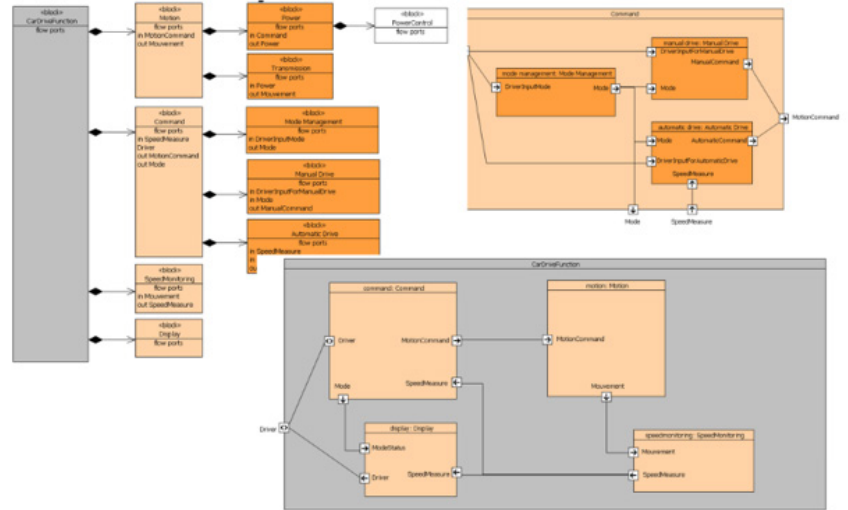 «block»
CarDriveFunction
flow ports
«block»
Motion
flow ports
in MotionCommand
out Mouvement
«block»
Power
flow ports
in Command
out Power
«block»
PowerControl
flow ports
«block»
Transmission
flow ports
in Power
out Mouvement
«block»
Command
flow ports
in SpeedMeasure
Driver
out MotionCommand
out Mode
«block»
Mode Management
flow ports
in DriverInputMode
out Mode
«block»
Manual Drive
flow ports
in DriverInputForManualDrive
in Mode
out ManualCommand
«block»
Automatic Drive
flow ports
in SpeedMeasure
in
«block»
SpeedMonitoring
flow ports
in Mouvement
out SpeedMeasure
«block»
Display
flow ports
Command
manual drive: Manual Drive
DriverInputForManualDrive
ManualCommand
Mode
mode management: Mode Management
DriverInputMode
Mode
automatic drive: Automatic Drive
Mode
AutomaticCommand
DriverInputForAutomaticDrive
SpeedMeasure
MotionCommand
Mode
SpeedMeasure
CarDriveFunction
command: Command
Driver
MotionCommand
SpeedMeasure
Mode
motion: Motion
MotionCommand
Mouvement
Driver
display: Display
ModeStatus
SpeedMeasure
Driver
speedmonitoring: SpeedMonitoring
Mouvement
SpeedMeasure